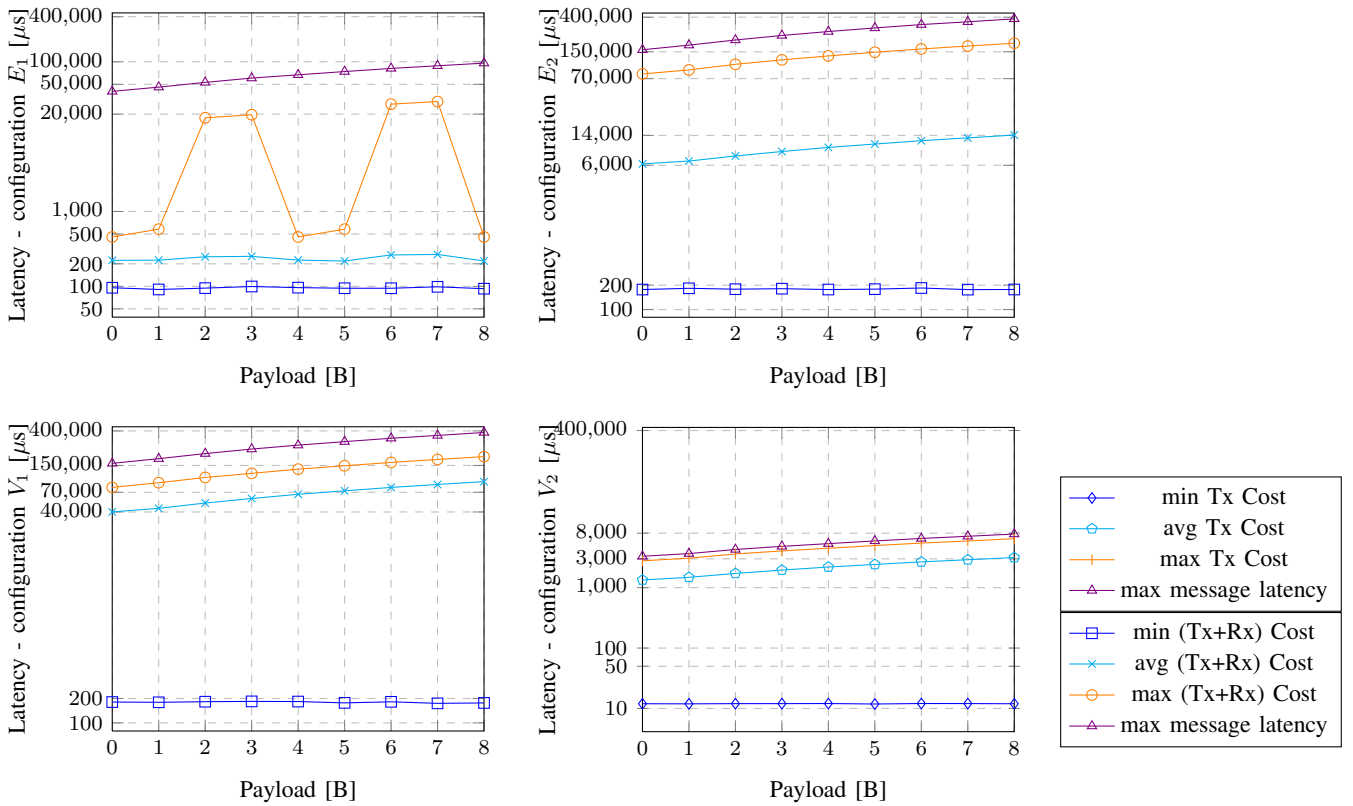 Latency - configuration E₁ [μs]
400,000
100,000
50,000
20,000
1,000
500
200
100
50
0 1 2 3 4 5 6 7 8
Payload [B]
Latency - configuration E₂ [μs]
400,000
150,000
70,000
14,000
6,000
200
100
0 1 2 3 4 5 6 7 8
Payload [B]
Latency - configuration V₁ [μs]
400,000
150,000
70,000
40,000
200
100
0 1 2 3 4 5 6 7 8
Payload [B]
Latency - configuration V₂ [μs]
400,000
8,000
3,000
1,000
100
50
10
0 1 2 3 4 5 6 7 8
Payload [B]
min Tx Cost
avg Tx Cost
max Tx Cost
max message latency
min (Tx+Rx) Cost
avg (Tx+Rx) Cost
max (Tx+Rx) Cost
max message latency